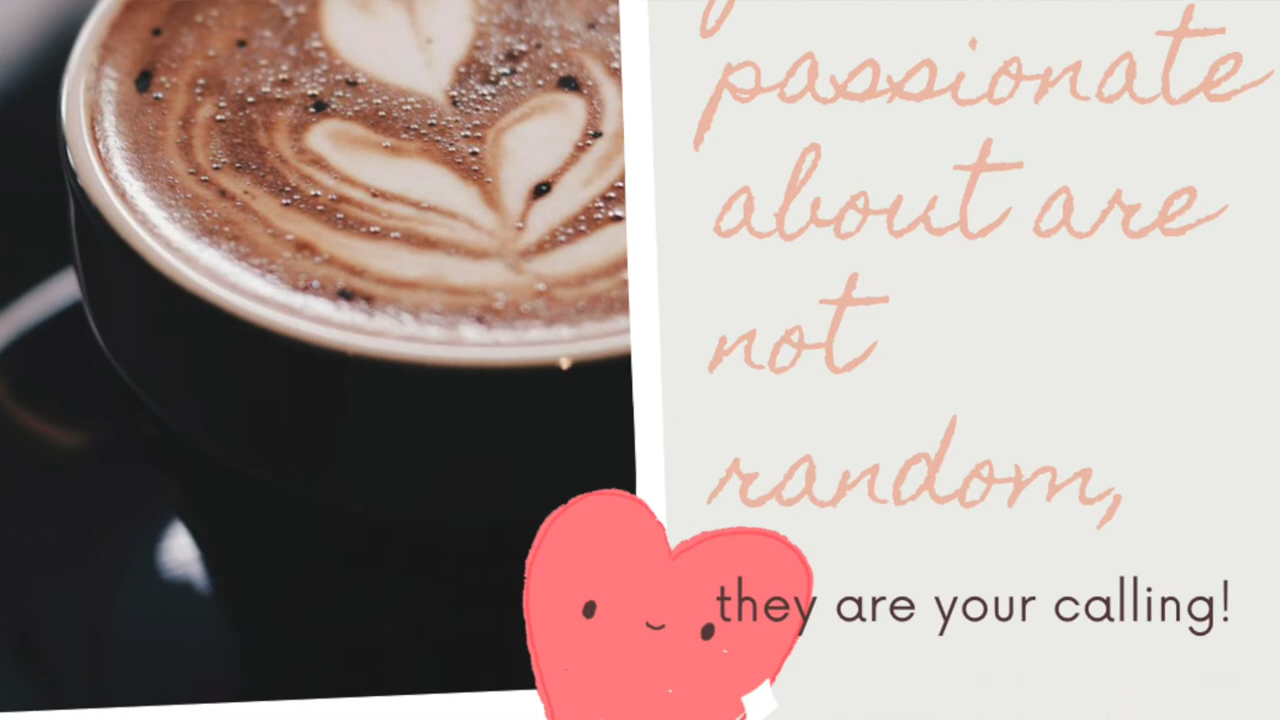 passionate
about are
not
random,
they are your calling!